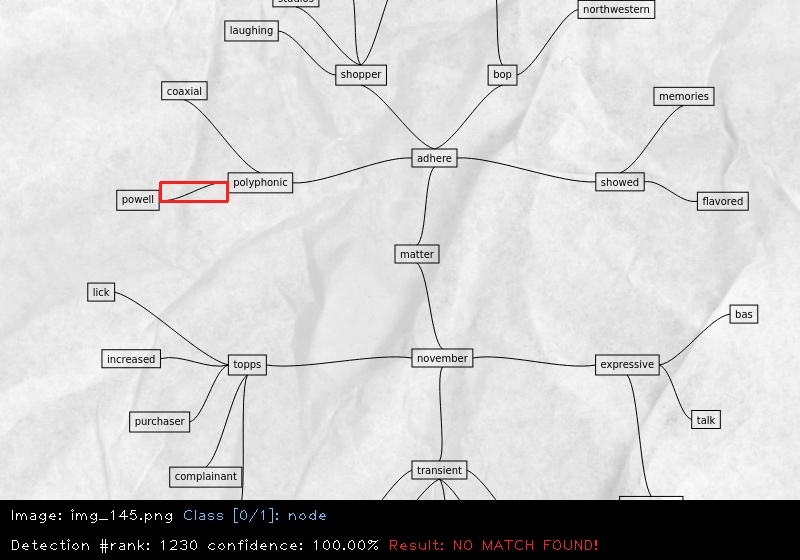 studios
northwestern
laughing
shopper
bop
coaxial
memories
adhere
polyphonic
showed
powell
flavored
matter
lick
bas
increased
topps
november
expressive
purchaser
talk
complainant
transient
Image: img_145.png Class [0/1]: node
Detection #rank: 1230 confidence: 100.00% Result: NO MATCH FOUND!